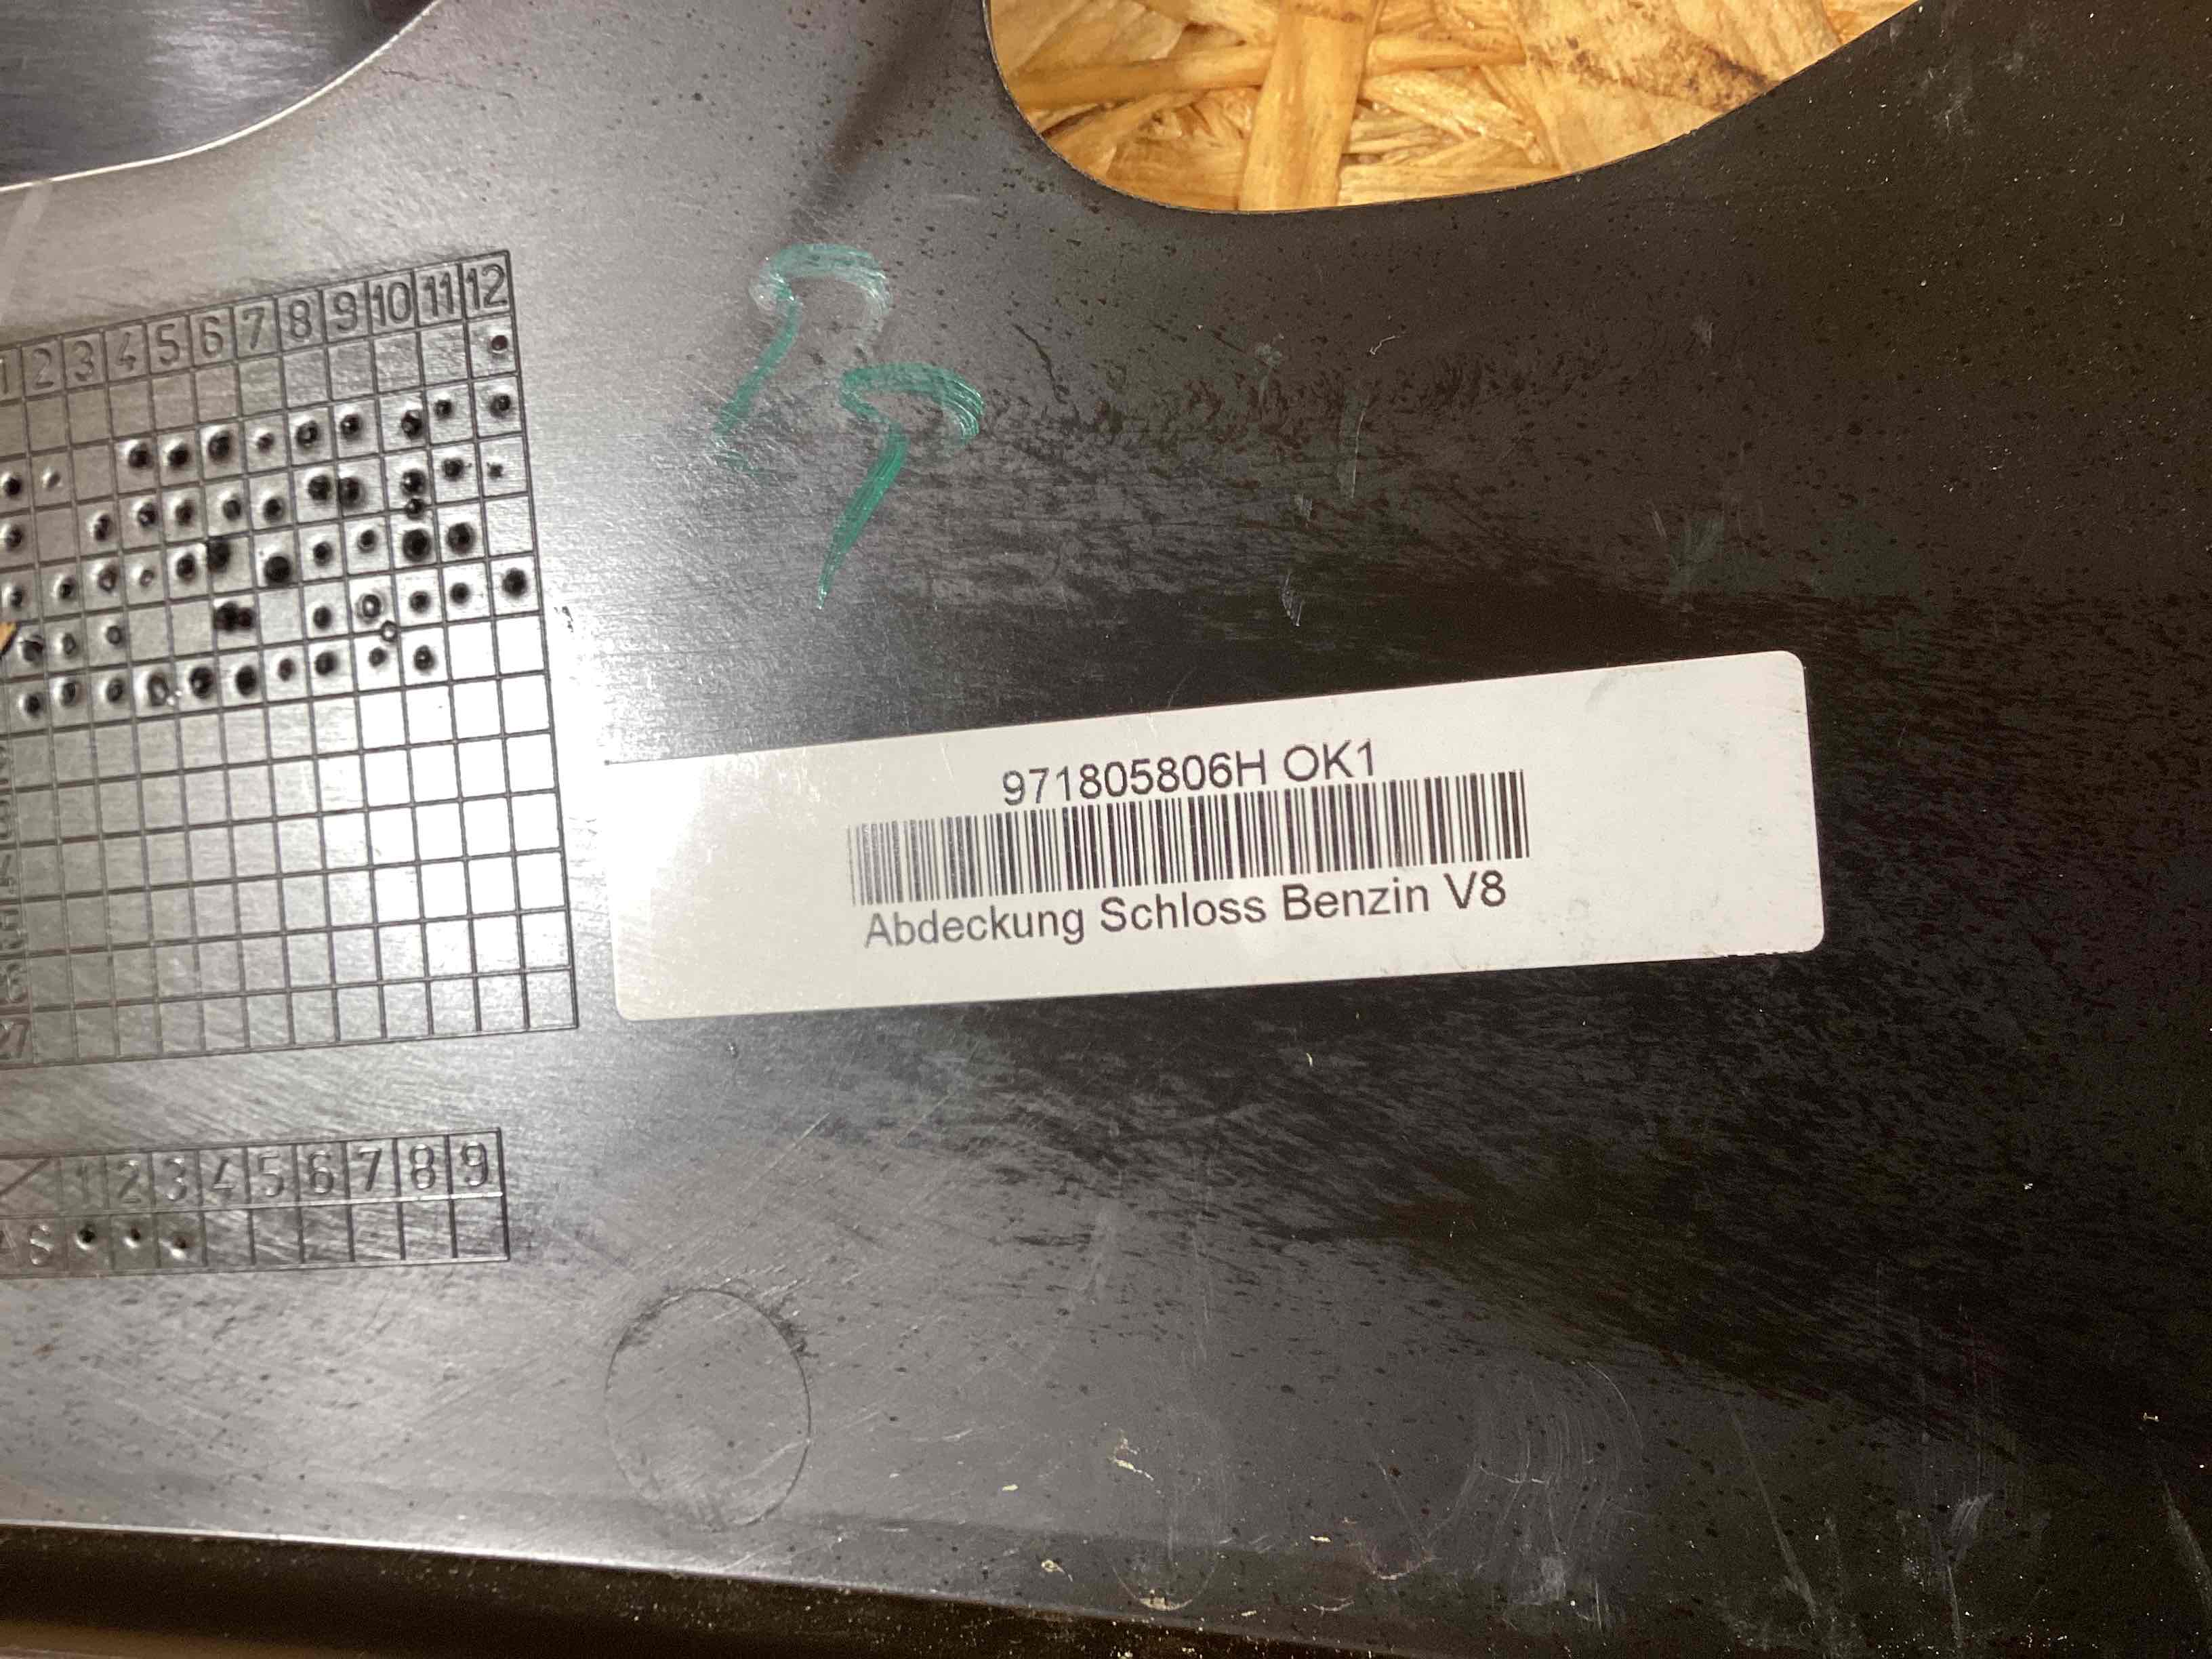 1 2 3 4 5 6 7 8 9 10 11 12
971805806H OK1
Abdeckung Schloss Benzin V8
1 2 3 4 5 6 7 8 9